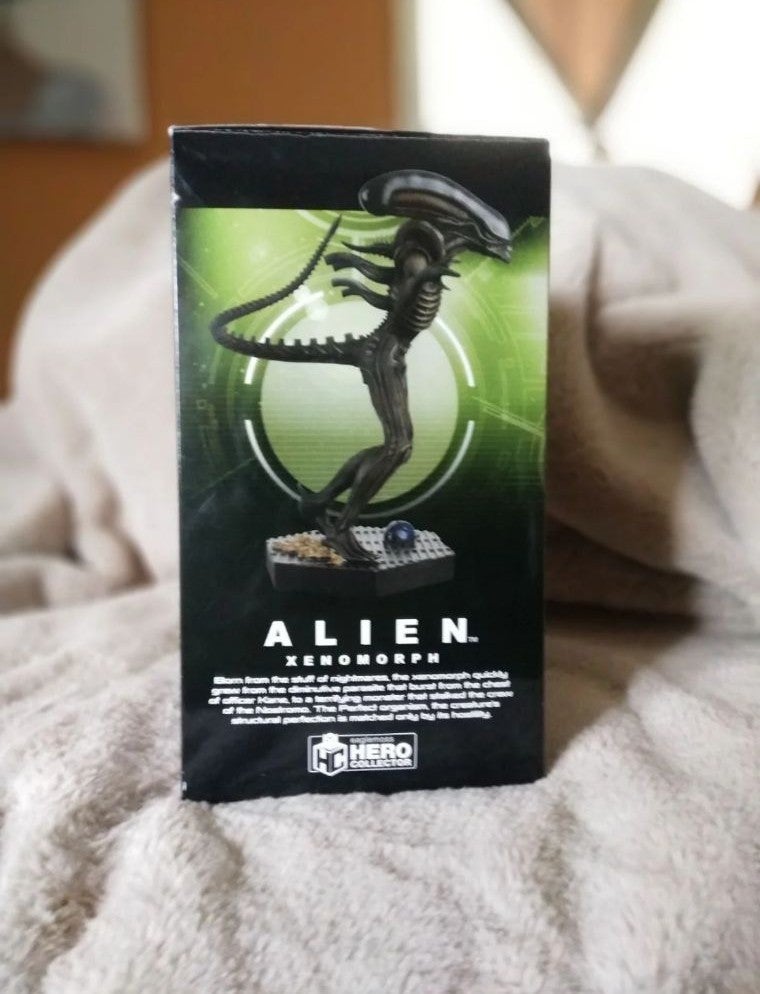 ALIEN™
XENOMORPH
Born from the stuff of nightmares, the xenomorph quickly
grew from the diminutive parasite that burst from the chest
of officer Kane, to a terrifying monster that stalked the crew
of the Nostromo. The Perfect organism, the creature's
structural perfection is matched only by its hostility.
eaglemoss
HC HERO
COLLECTOR